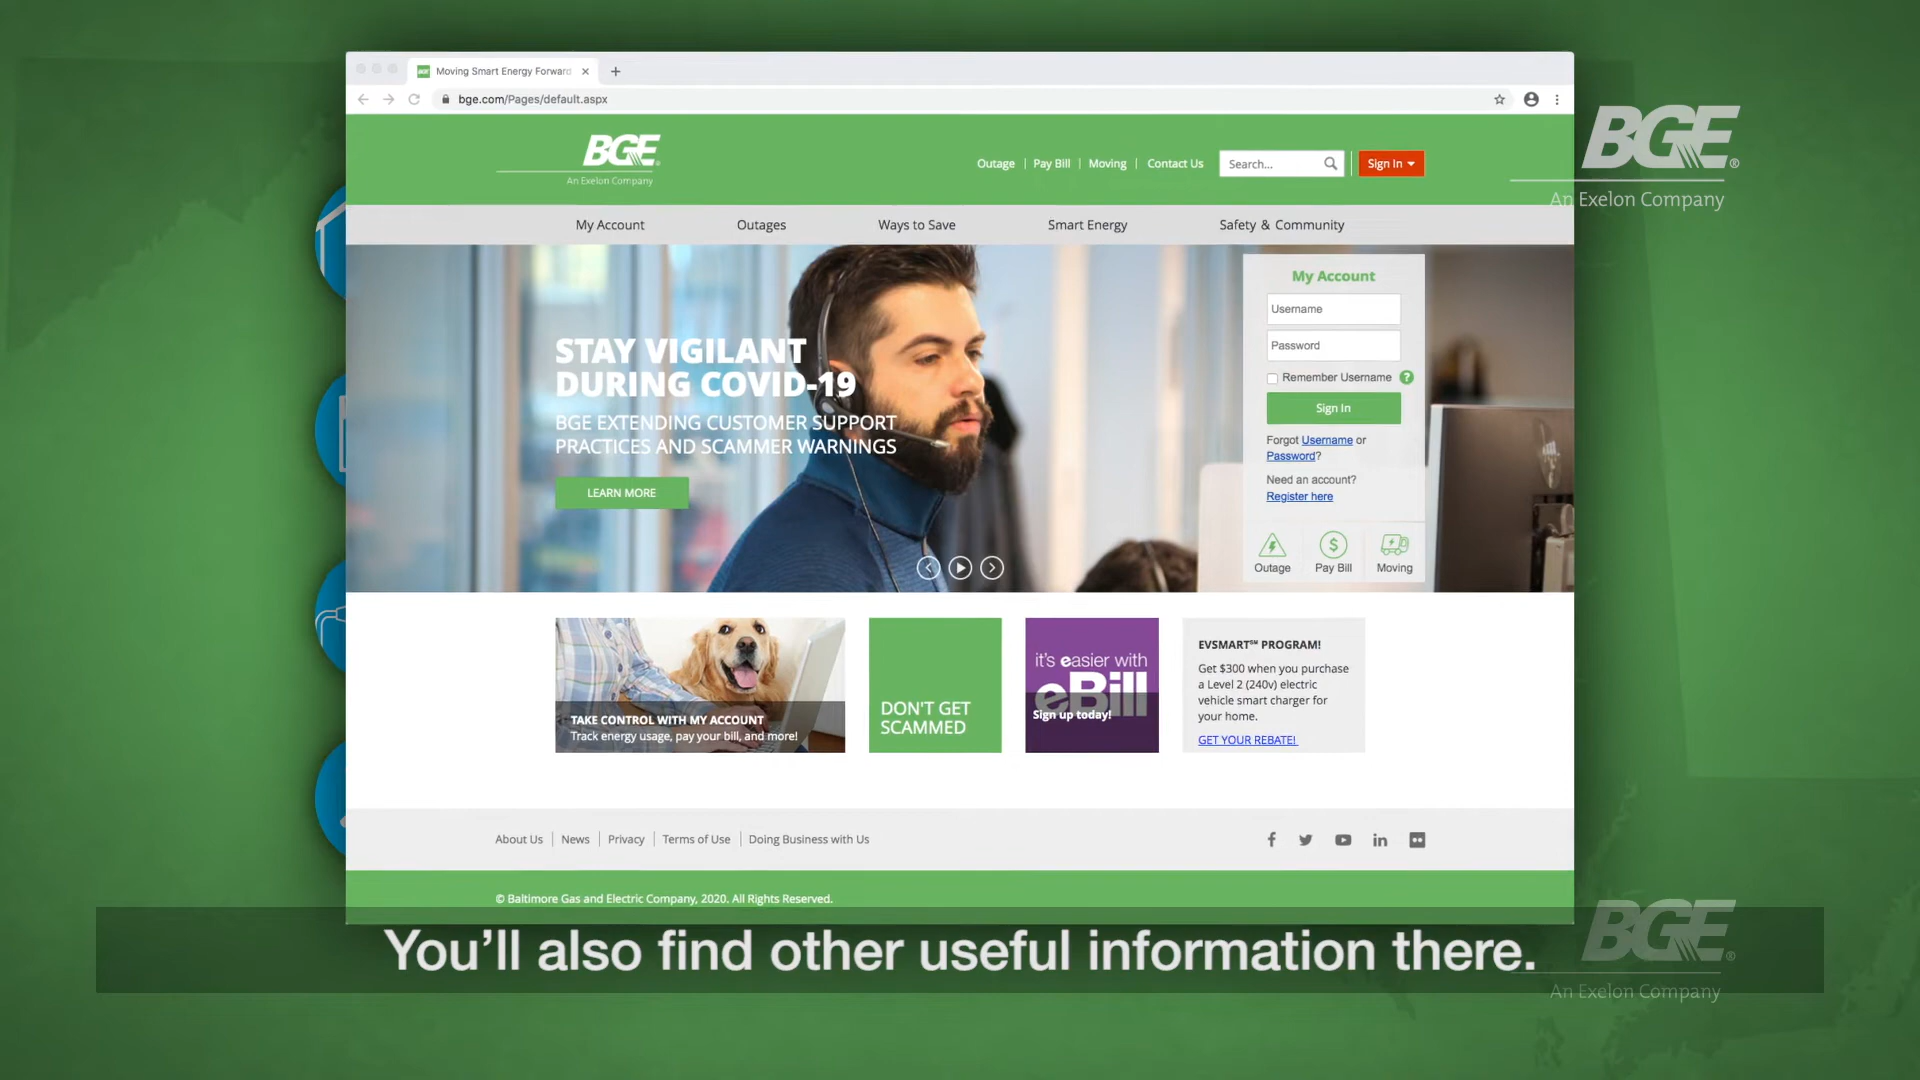 Moving Smart Energy Forward
bge.com/Pages/default.aspx
BGE
An Exelon Company
Outage | Pay Bill | Moving | Contact Us
Search...
Sign In
BGE®
An Exelon Company
My Account
Outages
Ways to Save
Smart Energy
Safety & Community
STAY VIGILANT
DURING COVID-19
BGE EXTENDING CUSTOMER SUPPORT
PRACTICES AND SCAMMER WARNINGS
LEARN MORE
My Account
Username
Password
Remember Username ?
Sign In
Forgot Username or
Password?
Need an account?
Register here
Outage
Pay Bill
Moving
TAKE CONTROL WITH MY ACCOUNT
Track energy usage, pay your bill, and more!
DON'T GET
SCAMMED
it's easier with
eBill
Sign up today!
EVSMART℠ PROGRAM!
Get $300 when you purchase
a Level 2 (240v) electric
vehicle smart charger for
your home.
GET YOUR REBATE!
About Us | News | Privacy | Terms of Use | Doing Business with Us
© Baltimore Gas and Electric Company, 2020. All Rights Reserved.
You'll also find other useful information there.
BGE®
An Exelon Company